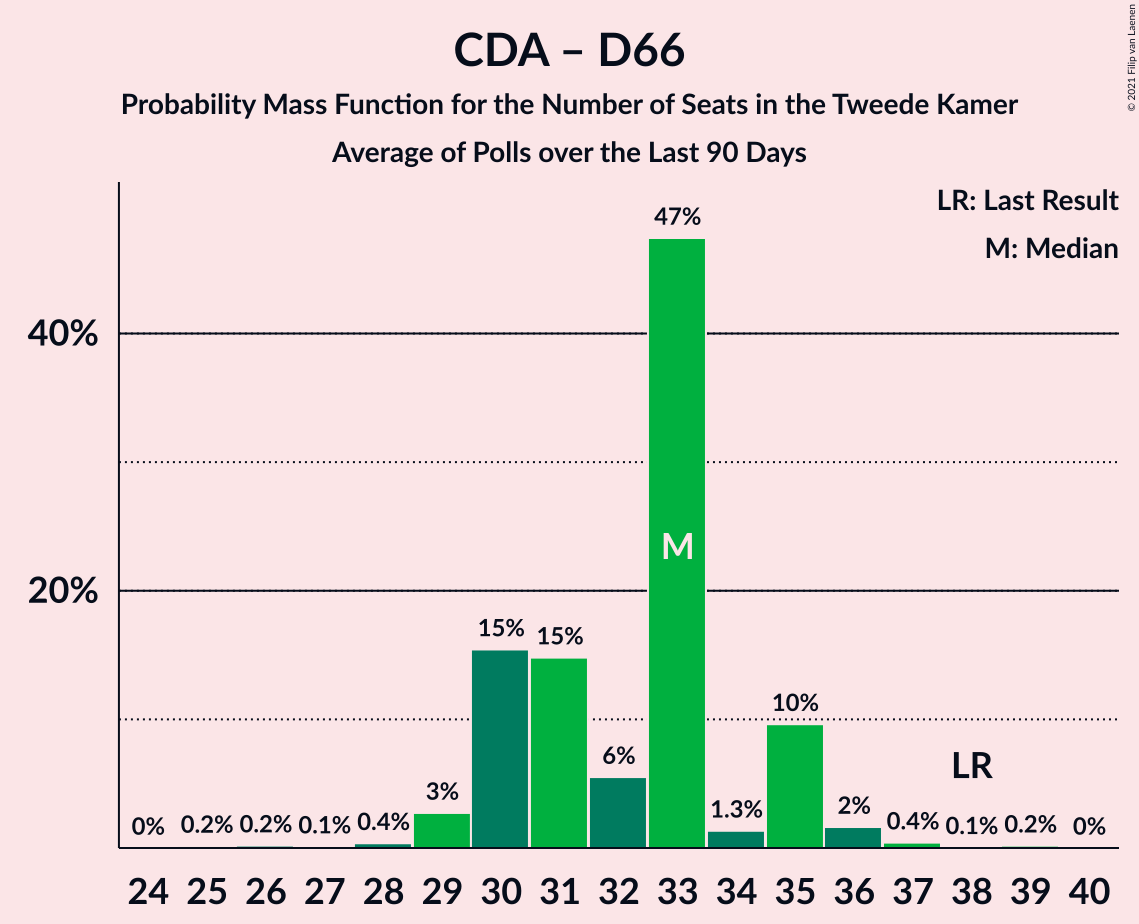 CDA – D66
Probability Mass Function for the Number of Seats in the Tweede Kamer
Average of Polls over the Last 90 Days
© 2021 Filip van Laenen
LR: Last Result
M: Median
40%
20%
0% 0.2% 0.2% 0.1% 0.4% 3% 15% 15% 6% 47% 1.3% 10% 2% 0.4% 0.1% 0.2% 0%
M
LR
24 25 26 27 28 29 30 31 32 33 34 35 36 37 38 39 40